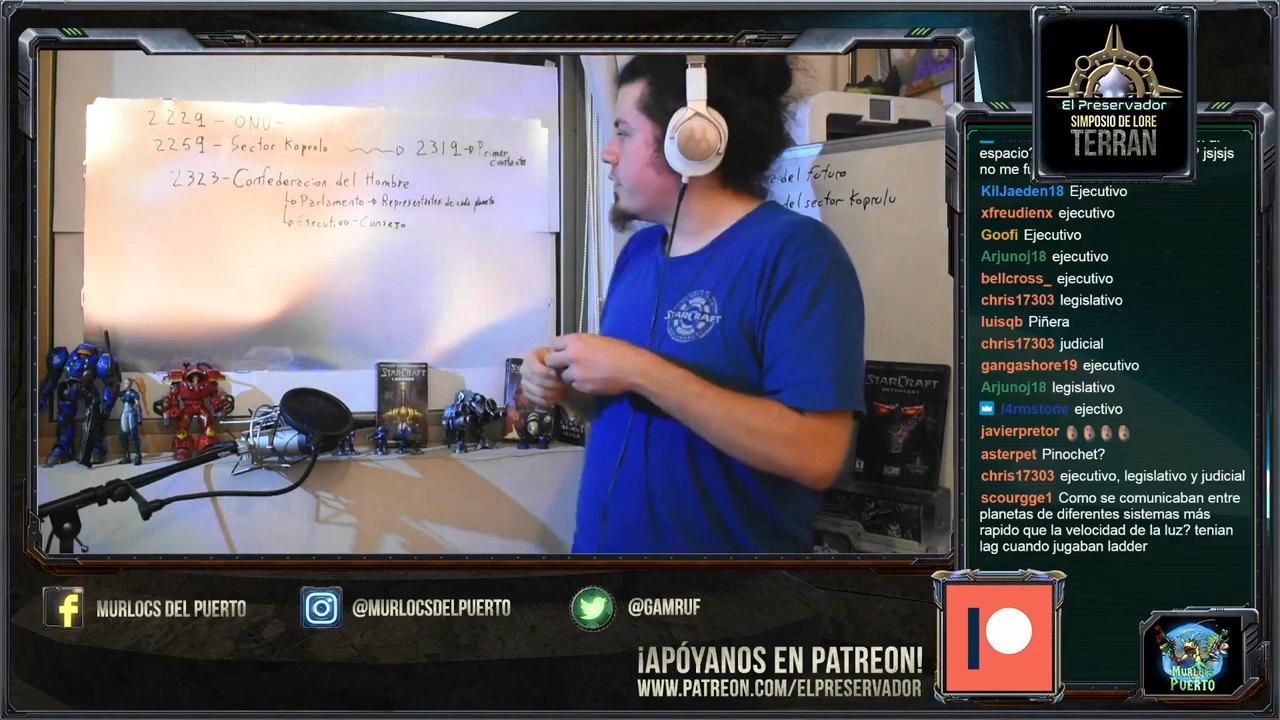 2229 - ONU -
2259 - Sector Koprulu → 2319 → Primer contacto
2323 - Confederacion del Hombre
Parlamento → Representantes de cada planeta
Ejecutivo - Consejo
del futuro
del sector Koprulu
STARCRAFT
STARCRAFT
STARCRAFT
El Preservador
SIMPOSIO DE LORE
TERRAN
espacio?
jsjsjs
no me
KilJaeden18 Ejecutivo
xfreudienx ejecutivo
Goofi Ejecutivo
Arjunoj18 ejecutivo
bellcross_ ejecutivo
chris17303 legislativo
luisqb Piñera
chris17303 judicial
gangashore19 ejecutivo
Arjunoj18 legislativo
l4rmstone ejectivo
javierpretor
asterpet Pinochet?
chris17303 ejecutivo, legislativo y judicial
scourgge1 Como se comunicaban entre
planetas de diferentes sistemas más
rapido que la velocidad de la luz? tenian
lag cuando jugaban ladder
MURLOCS DEL PUERTO
@MURLOCSDELPUERTO
@GAMRUF
¡APÓYANOS EN PATREON!
WWW.PATREON.COM/ELPRESERVADOR
MURLOCS
PUERTO